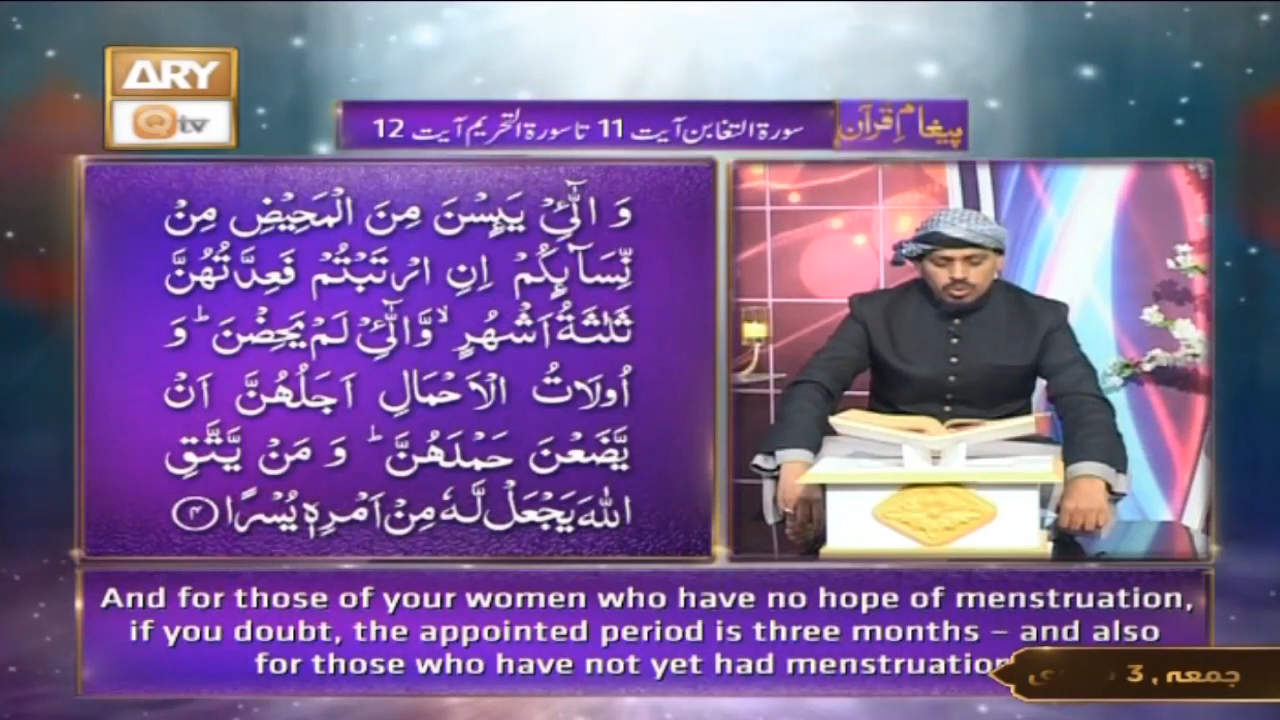 ARY
Qtv
پیغامِ قرآن
سورۃ التغابن آیت 11 تا سورۃ التحریم آیت 12
وَ الّٰٓـِٔیْ یَىِٕسْنَ مِنَ الْمَحِیْضِ مِنْ
نِّسَآىِٕكُمْ اِنِ ارْتَبْتُمْ فَعِدَّتُهُنَّ
ثَلٰثَةُ اَشْهُرٍ ۙ وَّ الّٰٓـِٔیْ لَمْ یَحِضْنَ ؕ وَ
اُولَاتُ الْاَحْمَالِ اَجَلُهُنَّ اَنْ
یَّضَعْنَ حَمْلَهُنَّ ؕ وَ مَنْ یَّتَّقِ
اللّٰهَ یَجْعَلْ لَّهٗ مِنْ اَمْرِهٖ یُسْرًا ۴
And for those of your women who have no hope of menstruation,
if you doubt, the appointed period is three months – and also
for those who have not yet had menstruation
جمعہ , 3